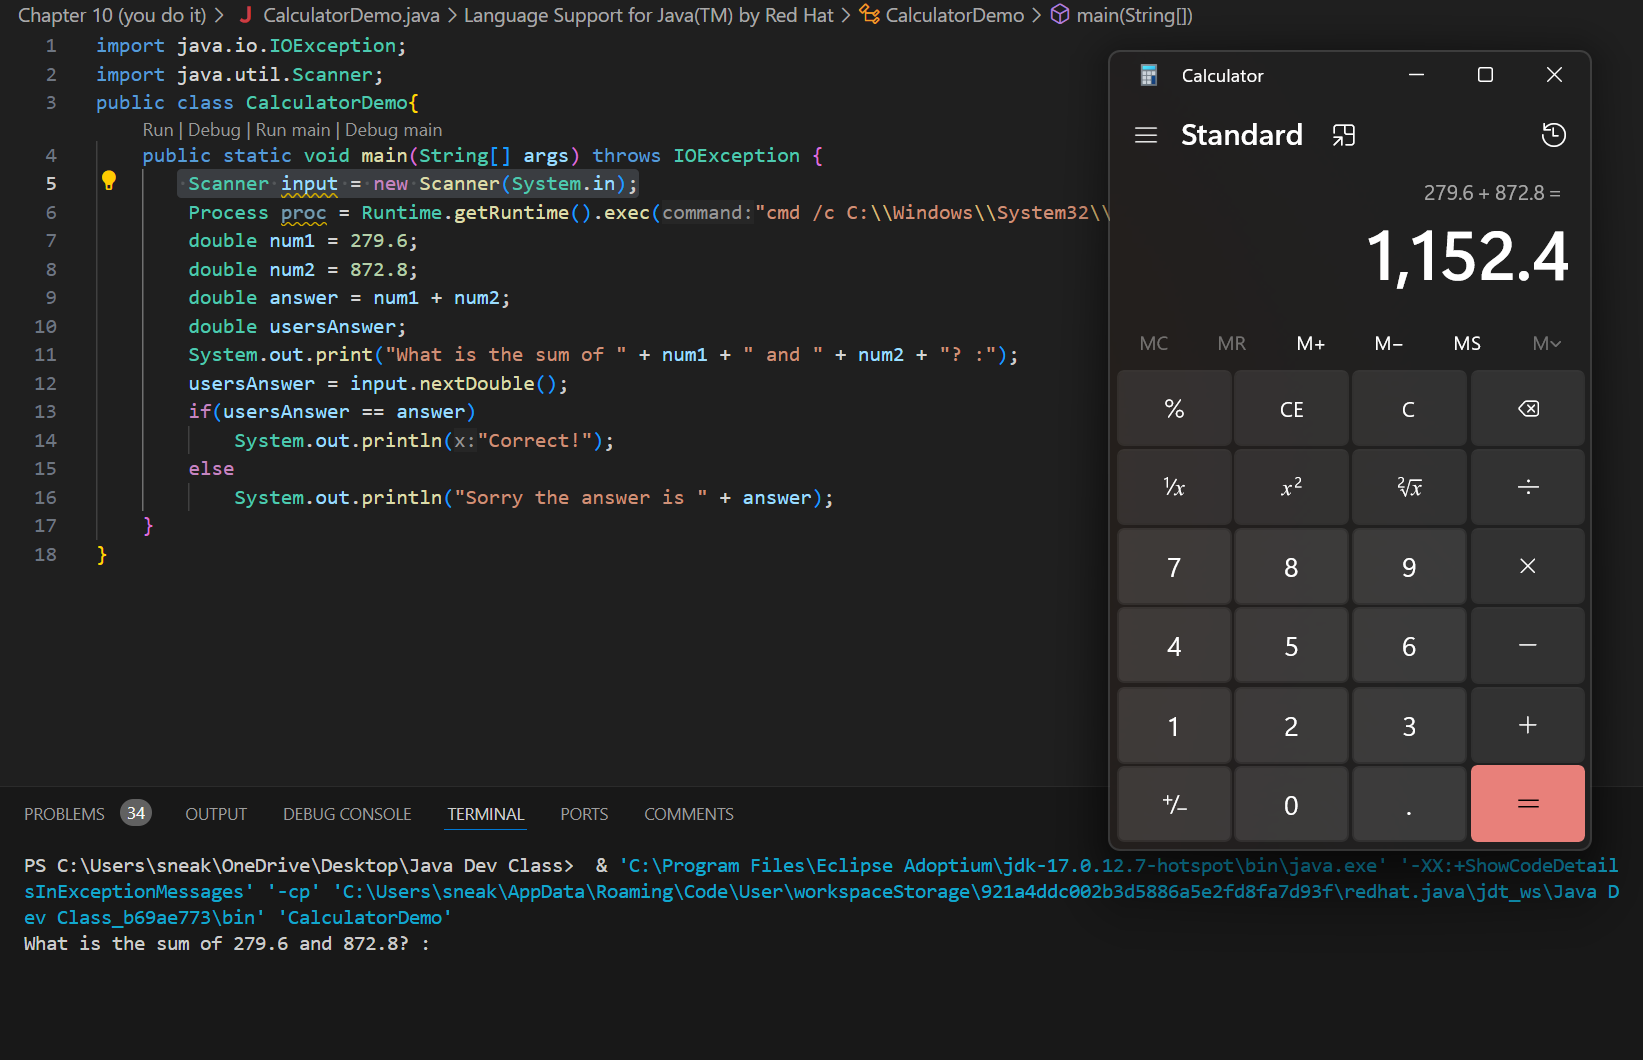 Chapter 10 (you do it) > J CalculatorDemo.java > Language Support for Java(TM) by Red Hat > CalculatorDemo > main(String[])
1 import java.io.IOException;
2 import java.util.Scanner;
3 public class CalculatorDemo{
Run | Debug | Run main | Debug main
4 public static void main(String[] args) throws IOException {
5 Scanner input = new Scanner(System.in);
6 Process proc = Runtime.getRuntime().exec(command:"cmd /c C:\\Windows\\System32\\
7 double num1 = 279.6;
8 double num2 = 872.8;
9 double answer = num1 + num2;
10 double usersAnswer;
11 System.out.print("What is the sum of " + num1 + " and " + num2 + "? :");
12 usersAnswer = input.nextDouble();
13 if(usersAnswer == answer)
14 System.out.println(x:"Correct!");
15 else
16 System.out.println("Sorry the answer is " + answer);
17 }
18 }
Calculator
Standard
279.6 + 872.8 =
1,152.4
MC MR M+ M− MS M
% CE C
¹/x x² ²√x ÷
7 8 9 ×
4 5 6 −
1 2 3 +
+/− 0 . =
PROBLEMS 34 OUTPUT DEBUG CONSOLE TERMINAL PORTS COMMENTS
PS C:\Users\sneak\OneDrive\Desktop\Java Dev Class>  & 'C:\Program Files\Eclipse Adoptium\jdk-17.0.12.7-hotspot\bin\java.exe' '-XX:+ShowCodeDetail
sInExceptionMessages' '-cp' 'C:\Users\sneak\AppData\Roaming\Code\User\workspaceStorage\921a4ddc002b3d5886a5e2fd8fa7d93f\redhat.java\jdt_ws\Java D
ev Class_b69ae773\bin' 'CalculatorDemo'
What is the sum of 279.6 and 872.8? :